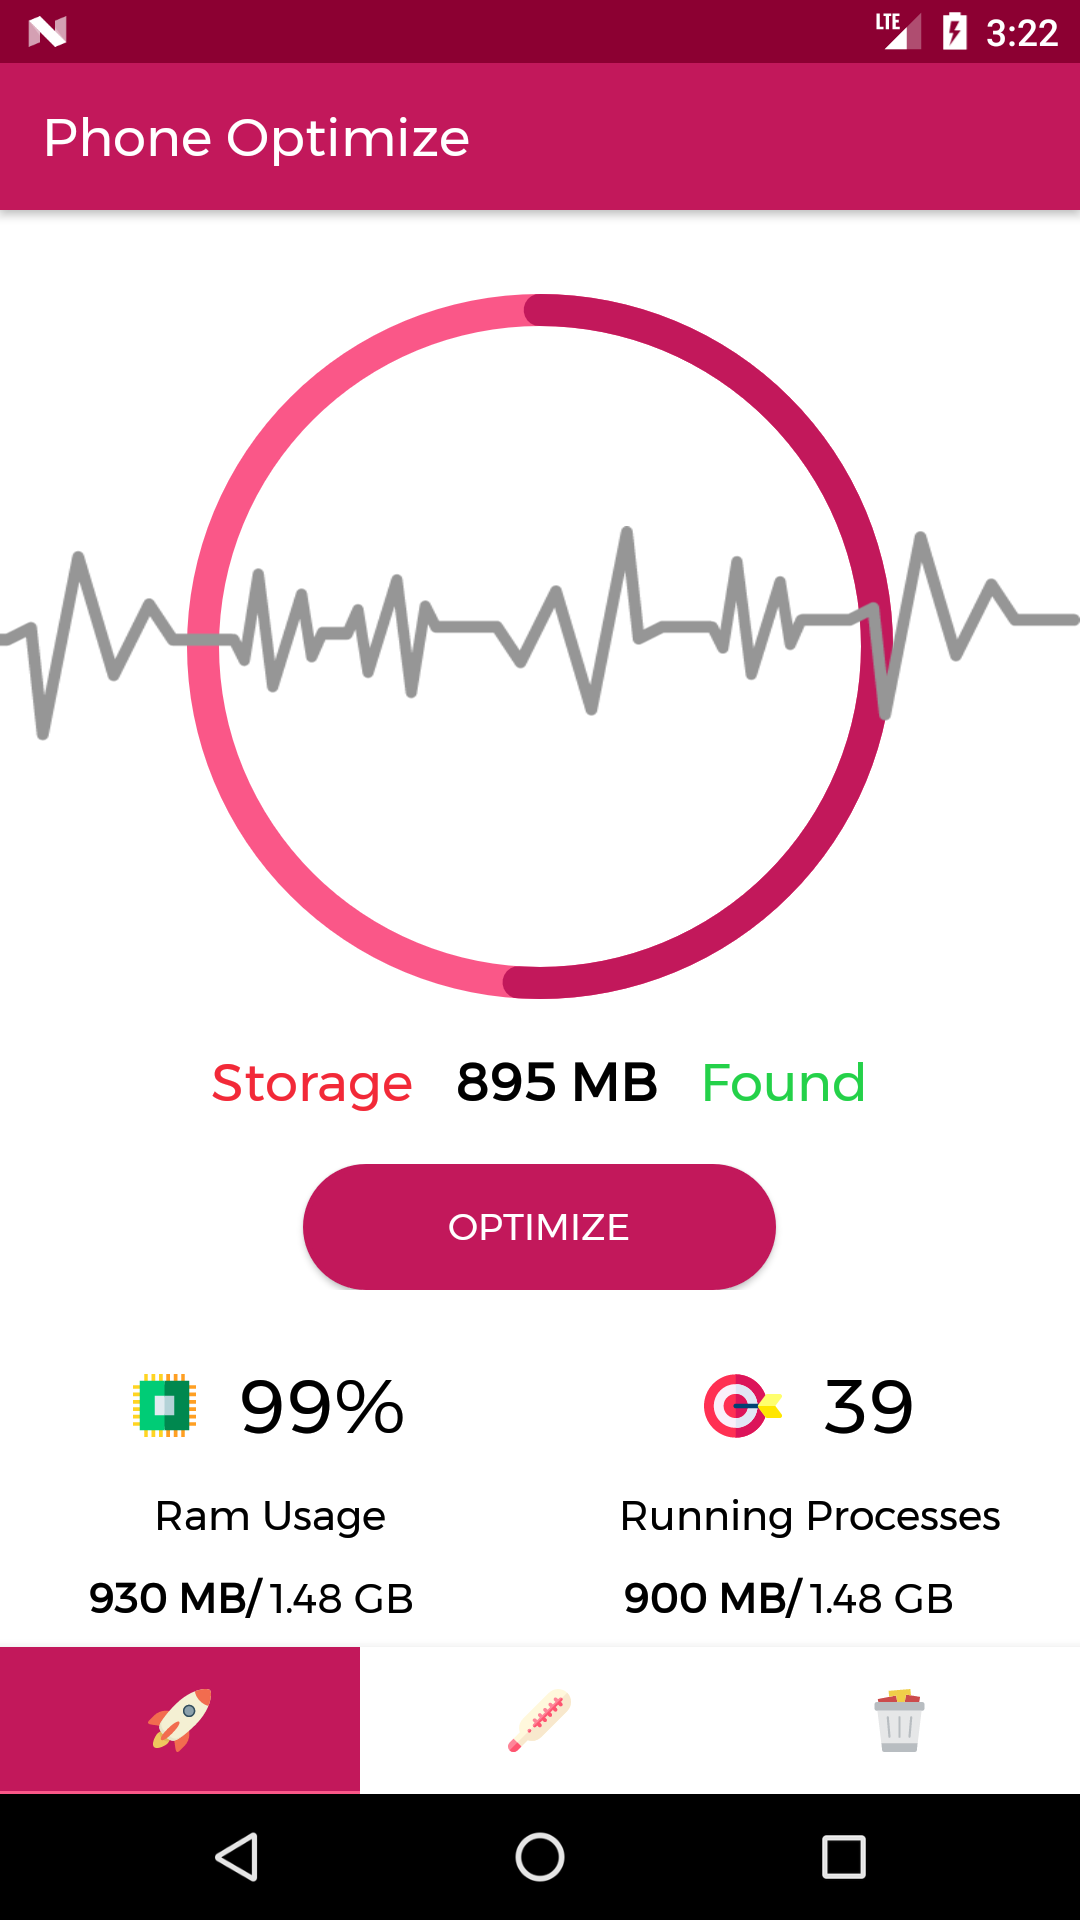 LTE 3:22
Phone Optimize
Storage 895 MB Found
OPTIMIZE
99% 39
Ram Usage Running Processes
930 MB/ 1.48 GB 900 MB/ 1.48 GB